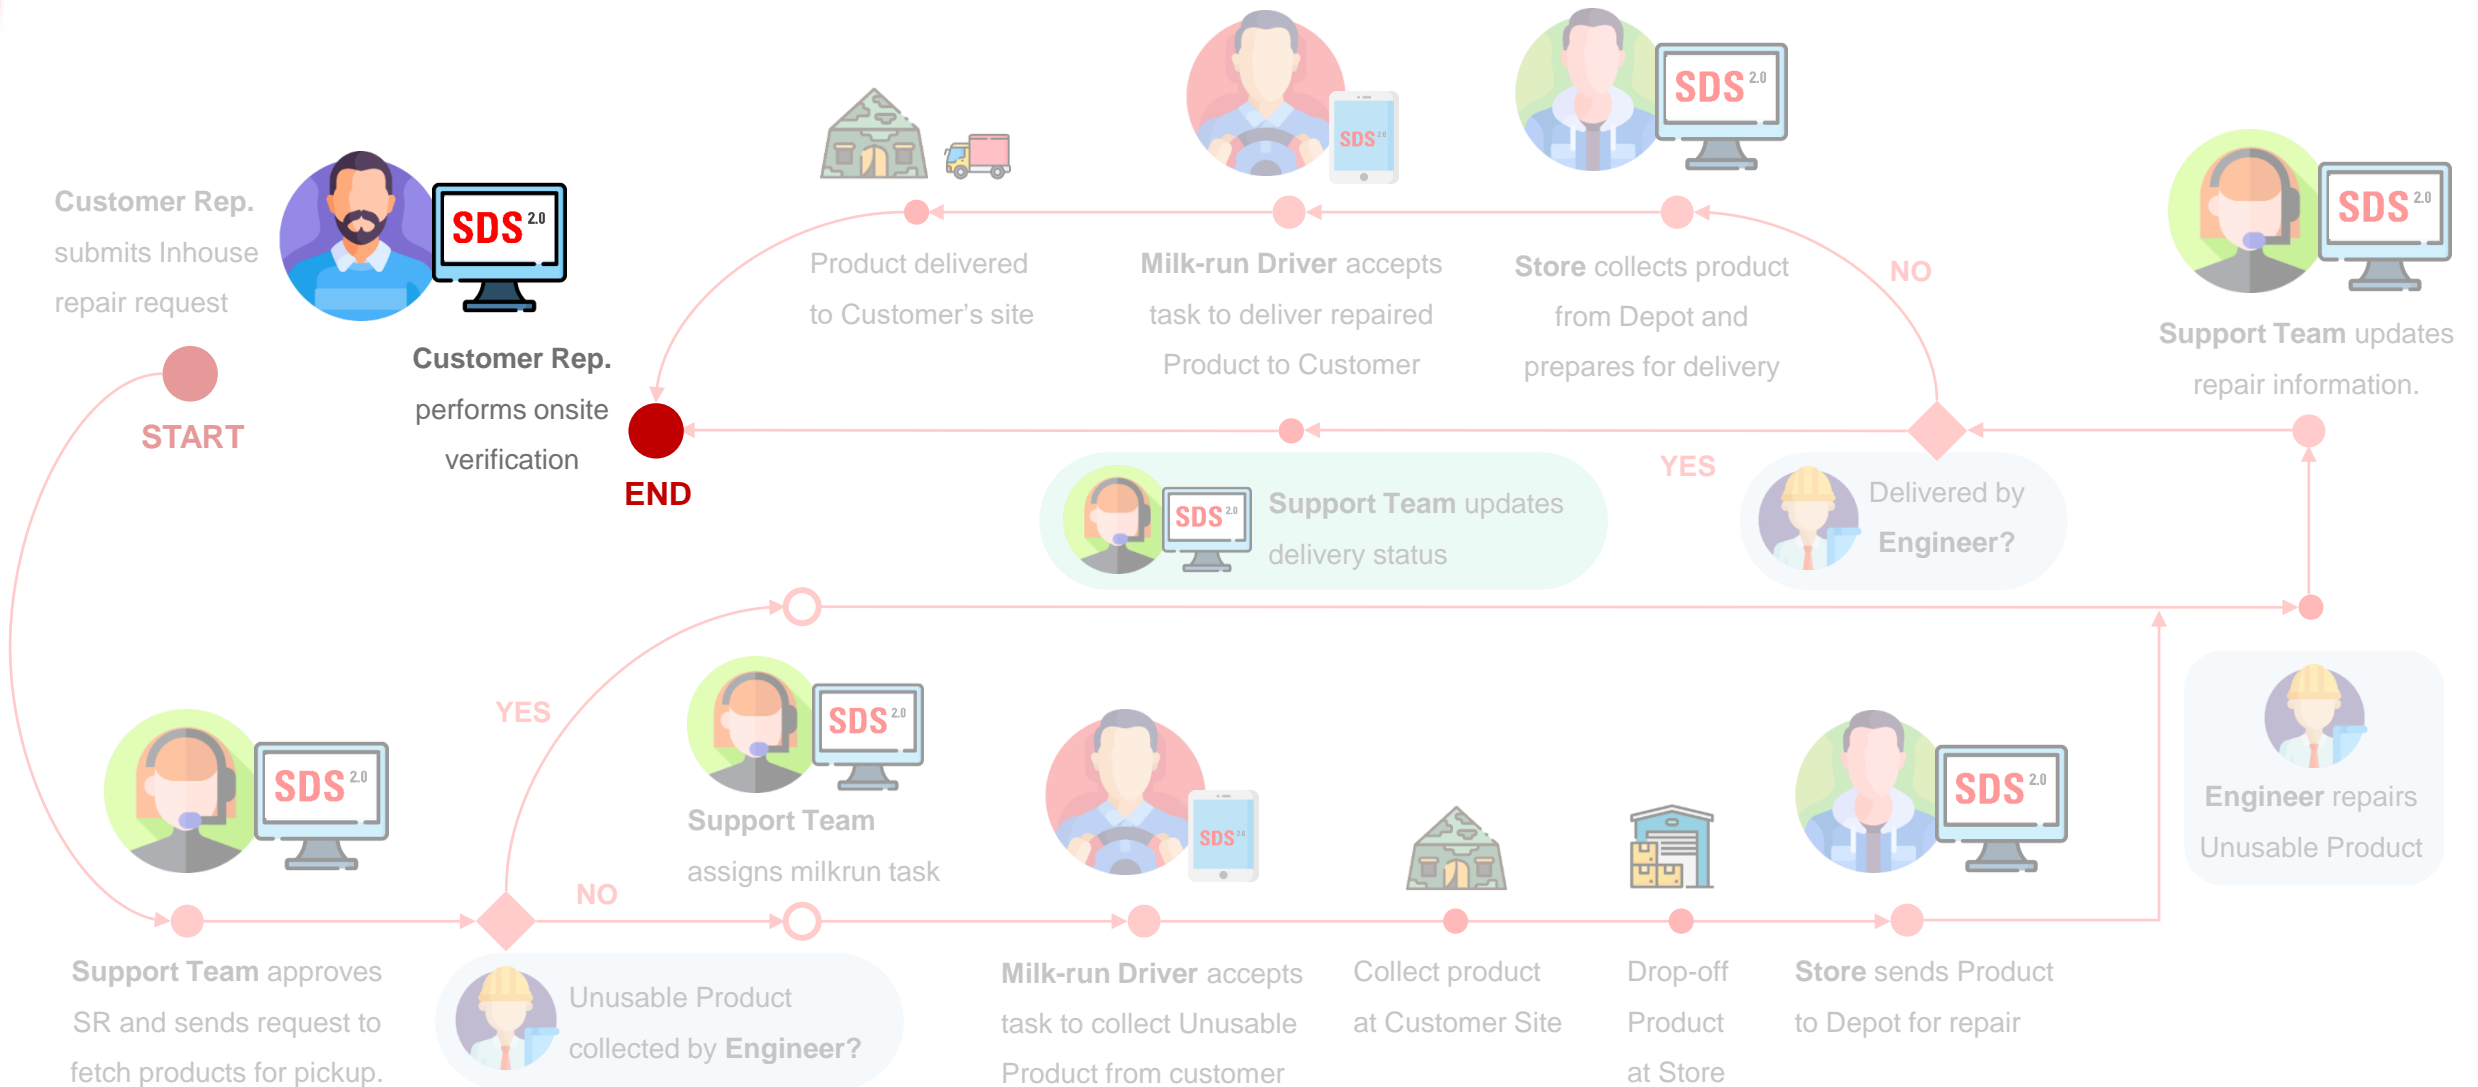 Customer Rep.
submits Inhouse
repair request
START
SDS 2.0
Customer Rep.
performs onsite
verification
END
Product delivered
to Customer's site
SDS 2.0
Milk-run Driver accepts
task to deliver repaired
Product to Customer
SDS 2.0
Store collects product
from Depot and
prepares for delivery
NO
SDS 2.0
Support Team updates
repair information.
YES
SDS 2.0
Support Team updates
delivery status
Delivered by
Engineer?
YES
NO
SDS 2.0
Support Team approves
SR and sends request to
fetch products for pickup.
Unusable Product
collected by Engineer?
SDS 2.0
Support Team
assigns milkrun task
SDS 2.0
Milk-run Driver accepts
task to collect Unusable
Product from customer
Collect product
at Customer Site
Drop-off
Product
at Store
SDS 2.0
Store sends Product
to Depot for repair
Engineer repairs
Unusable Product